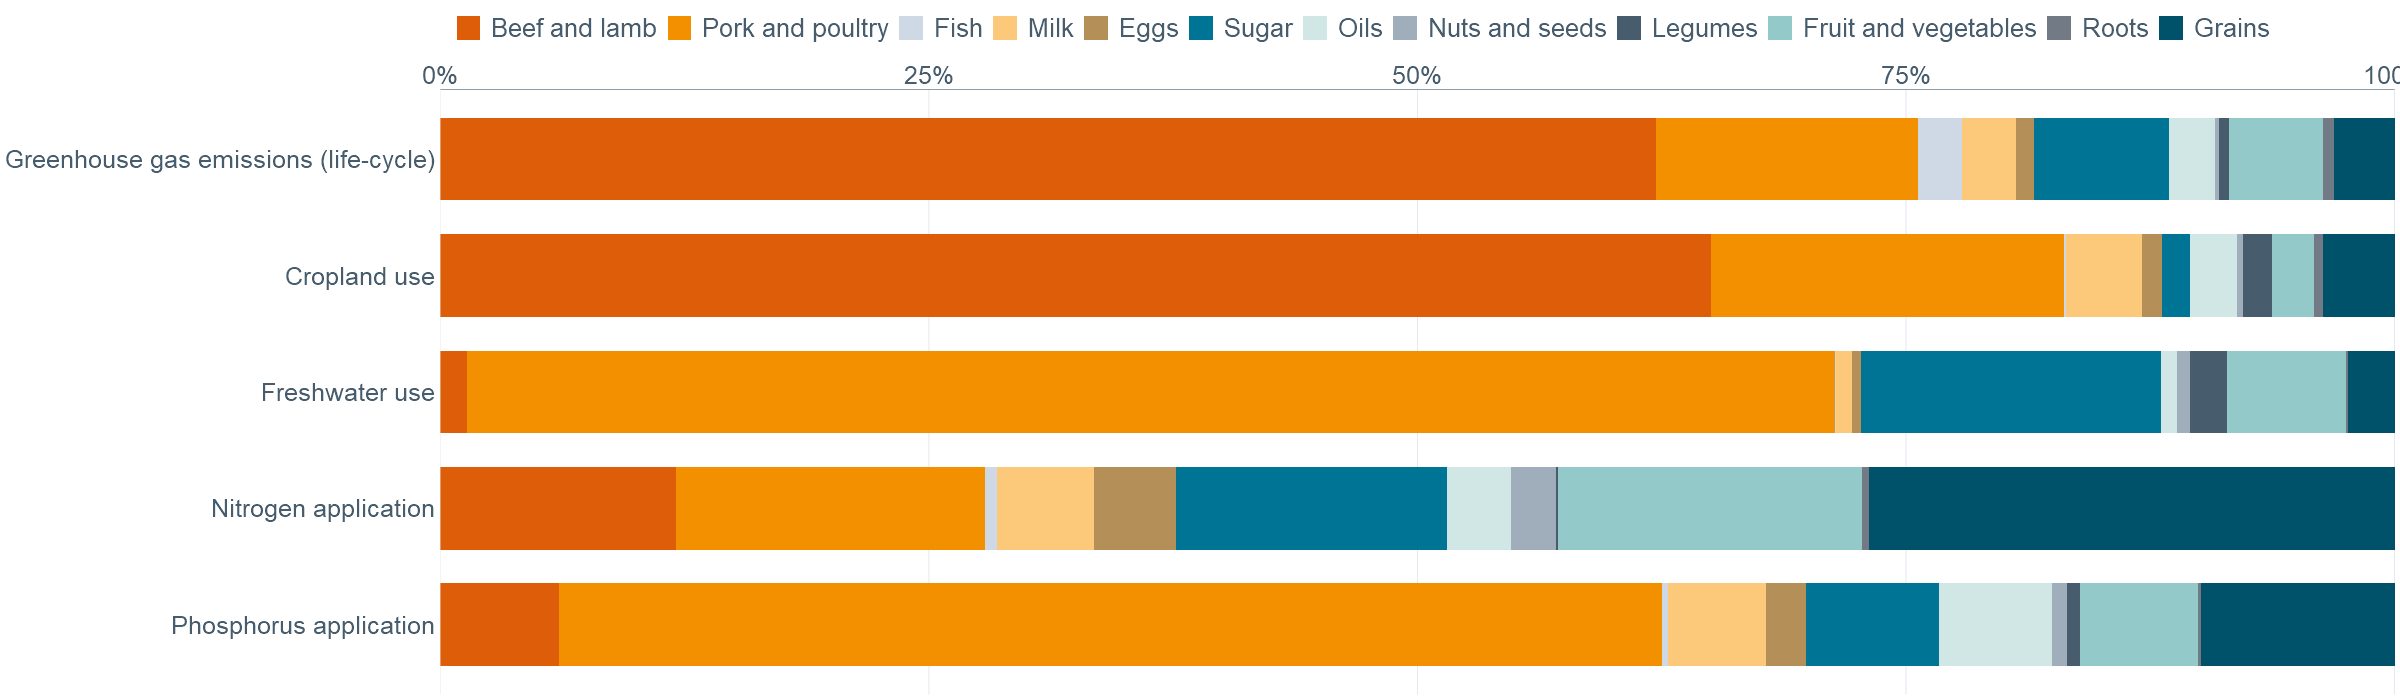 Beef and lamb Pork and poultry Fish Milk Eggs Sugar Oils Nuts and seeds Legumes Fruit and vegetables Roots Grains
0% 25% 50% 75% 100
Greenhouse gas emissions (life-cycle)
Cropland use
Freshwater use
Nitrogen application
Phosphorus application